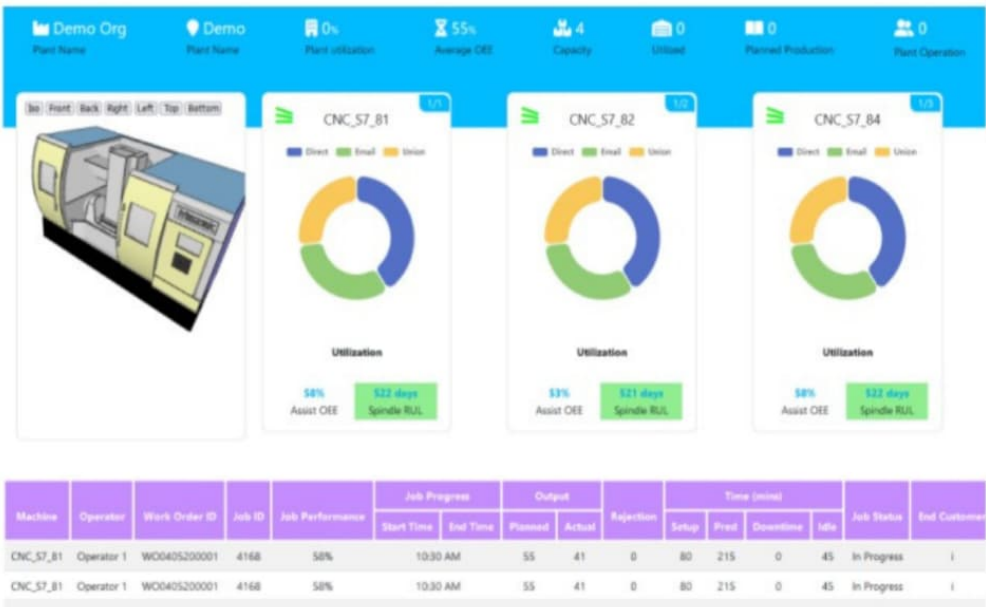 Demo Org Demo 0% 55% 4 0 0 0
Plant Name Plant Name Plant utilization Average OEE Capacity Utilized Planned Production Plant Operation
Iso Front Back Right Left Top Bottom
1/1
CNC_S7_81
Direct Email Union
Utilization
58% 522 days
Assist OEE Spindle RUL
1/2
CNC_S7_82
Direct Email Union
Utilization
53% 521 days
Assist OEE Spindle RUL
1/3
CNC_S7_84
Direct Email Union
Utilization
58% 522 days
Assist OEE Spindle RUL
Job Progress Output Time (mins)
Machine Operator Work Order ID Job ID Job Performance Rejection Job Status End Customer
Start Time End Time Planned Actual Setup Pred Downtime Idle
CNC_S7_81 Operator 1 WO0405200001 4168 58% 10:30 AM 55 41 0 80 215 0 45 In Progress i
CNC_S7_81 Operator 1 WO0405200001 4168 58% 10:30 AM 55 41 0 80 215 0 45 In Progress i